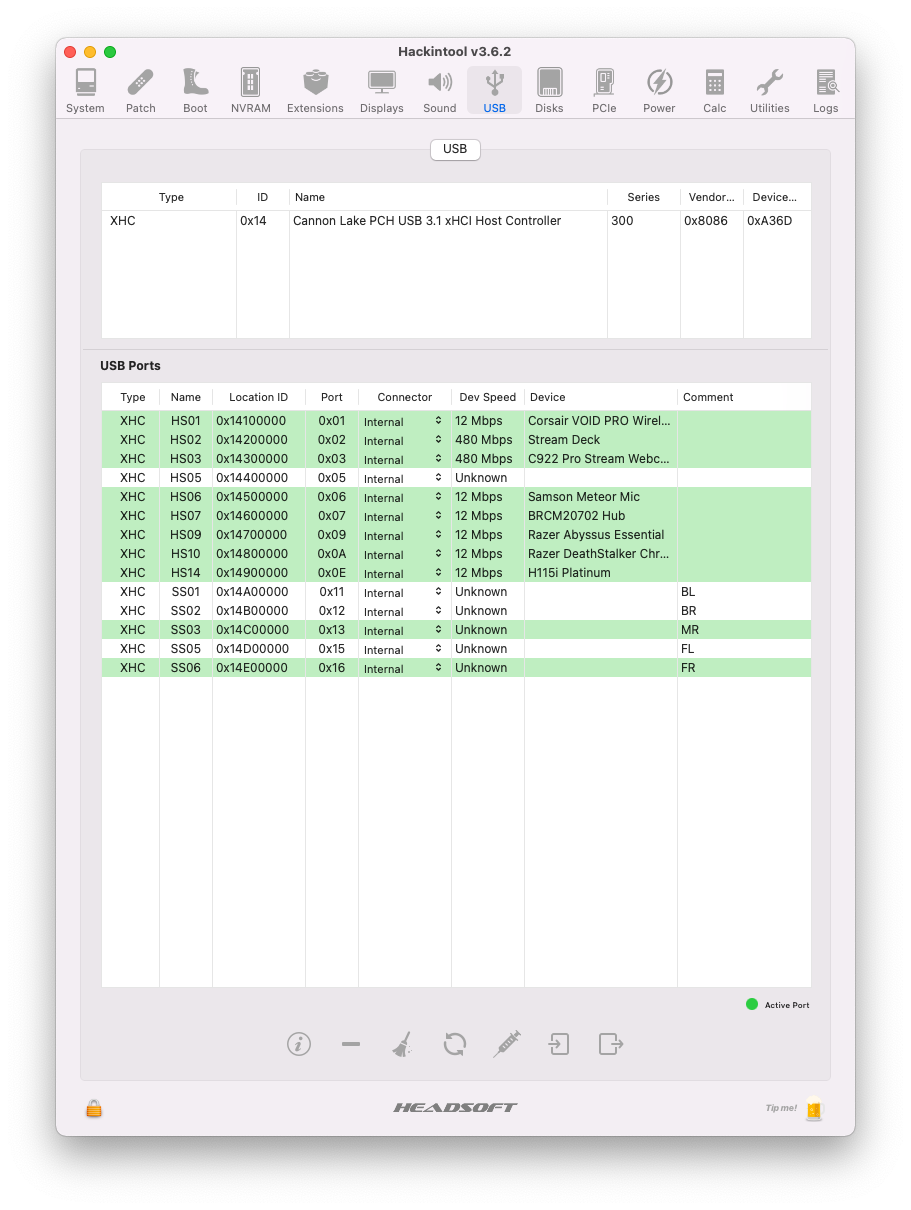 Hackintool v3.6.2
System Patch Boot NVRAM Extensions Displays Sound USB Disks PCIe Power Calc Utilities Logs
USB
Type ID Name Series Vendor... Device...
XHC 0x14 Cannon Lake PCH USB 3.1 xHCI Host Controller 300 0x8086 0xA36D
USB Ports
Type Name Location ID Port Connector Dev Speed Device Comment
XHC HS01 0x14100000 0x01 Internal 12 Mbps Corsair VOID PRO Wirel...
XHC HS02 0x14200000 0x02 Internal 480 Mbps Stream Deck
XHC HS03 0x14300000 0x03 Internal 480 Mbps C922 Pro Stream Webc...
XHC HS05 0x14400000 0x05 Internal Unknown
XHC HS06 0x14500000 0x06 Internal 12 Mbps Samson Meteor Mic
XHC HS07 0x14600000 0x07 Internal 12 Mbps BRCM20702 Hub
XHC HS09 0x14700000 0x09 Internal 12 Mbps Razer Abyssus Essential
XHC HS10 0x14800000 0x0A Internal 12 Mbps Razer DeathStalker Chr...
XHC HS14 0x14900000 0x0E Internal 12 Mbps H115i Platinum
XHC SS01 0x14A00000 0x11 Internal Unknown BL
XHC SS02 0x14B00000 0x12 Internal Unknown BR
XHC SS03 0x14C00000 0x13 Internal Unknown MR
XHC SS05 0x14D00000 0x15 Internal Unknown FL
XHC SS06 0x14E00000 0x16 Internal Unknown FR
Active Port
HEADSOFT
Tip me!